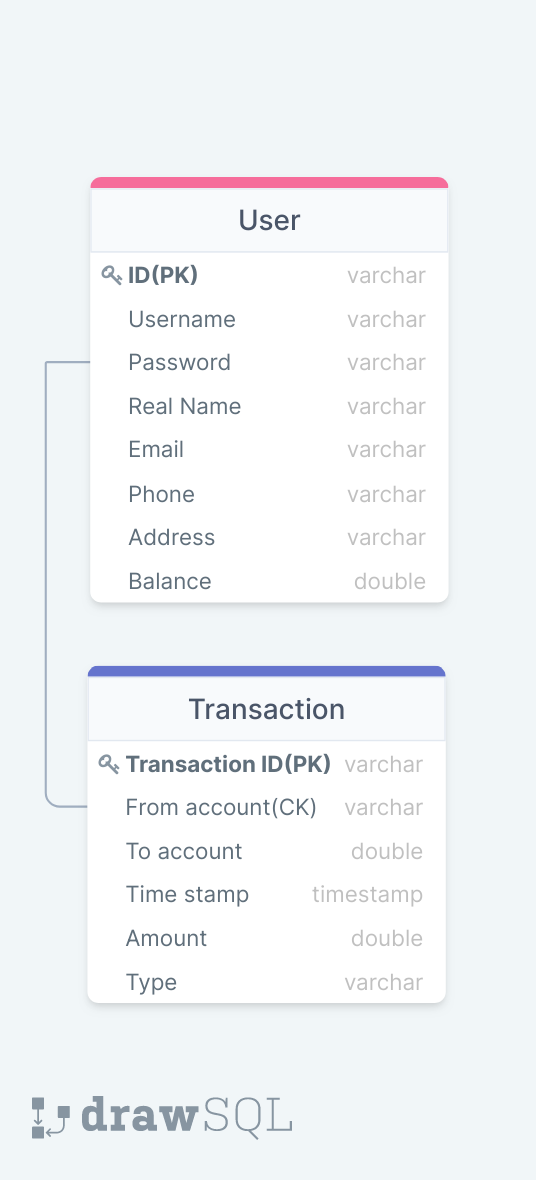 User
ID(PK) varchar
Username varchar
Password varchar
Real Name varchar
Email varchar
Phone varchar
Address varchar
Balance double
Transaction
Transaction ID(PK) varchar
From account(CK) varchar
To account double
Time stamp timestamp
Amount double
Type varchar
drawSQL